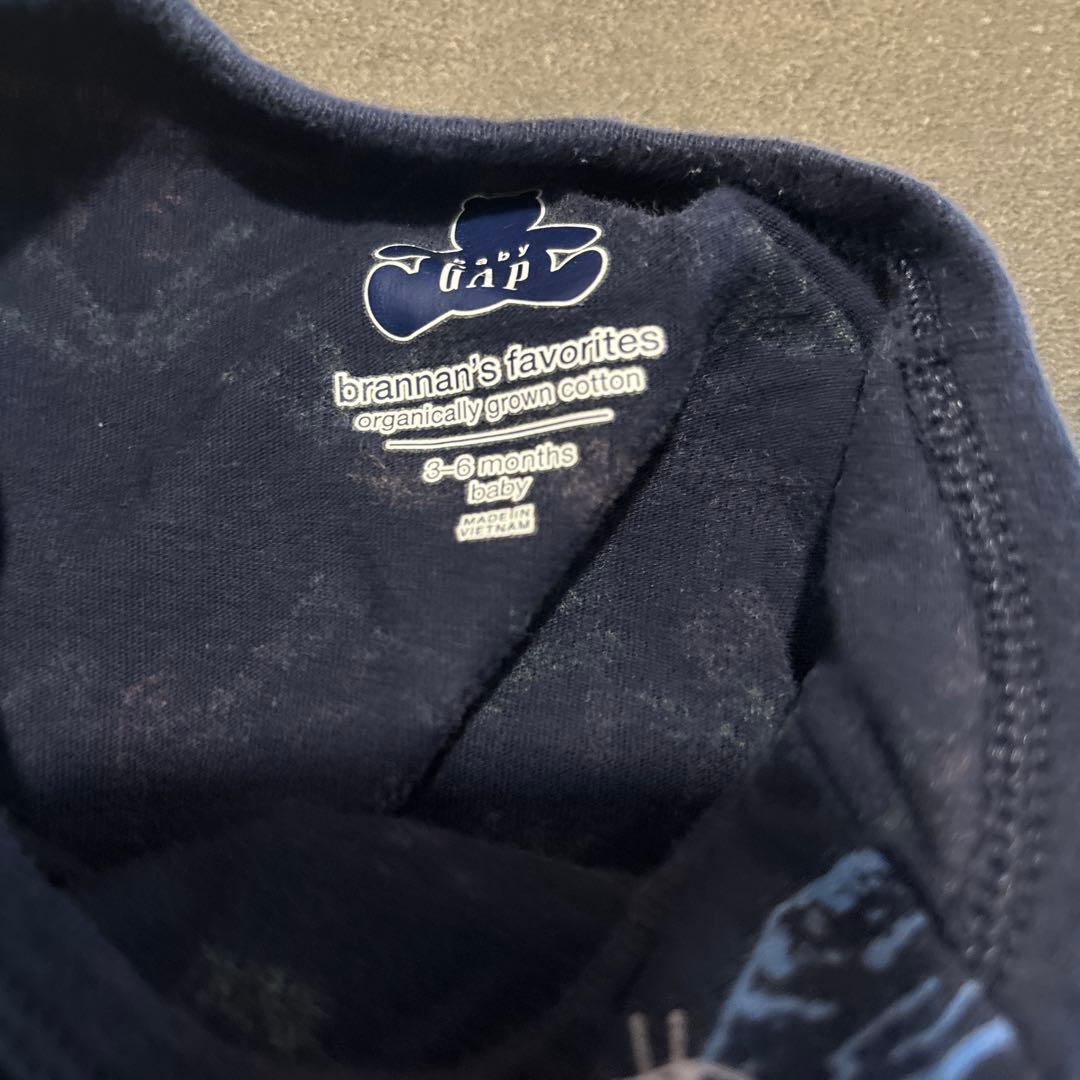 baby
GAP
brannan's favorites
organically grown cotton
3–6 months
baby
MADE IN
VIETNAM